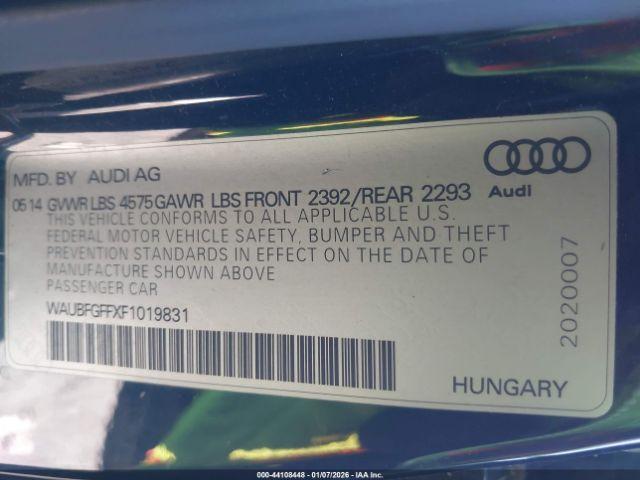 MFD. BY AUDI AG
0514 GVWR LBS 4575 GAWR LBS FRONT 2392/REAR 2293
THIS VEHICLE CONFORMS TO ALL APPLICABLE U.S.
FEDERAL MOTOR VEHICLE SAFETY, BUMPER AND THEFT
PREVENTION STANDARDS IN EFFECT ON THE DATE OF
MANUFACTURE SHOWN ABOVE
PASSENGER CAR
WAUBFGFFXF1019831
Audi
2020007
HUNGARY
000-44108448 - 01/07/2026 - IAA Inc.